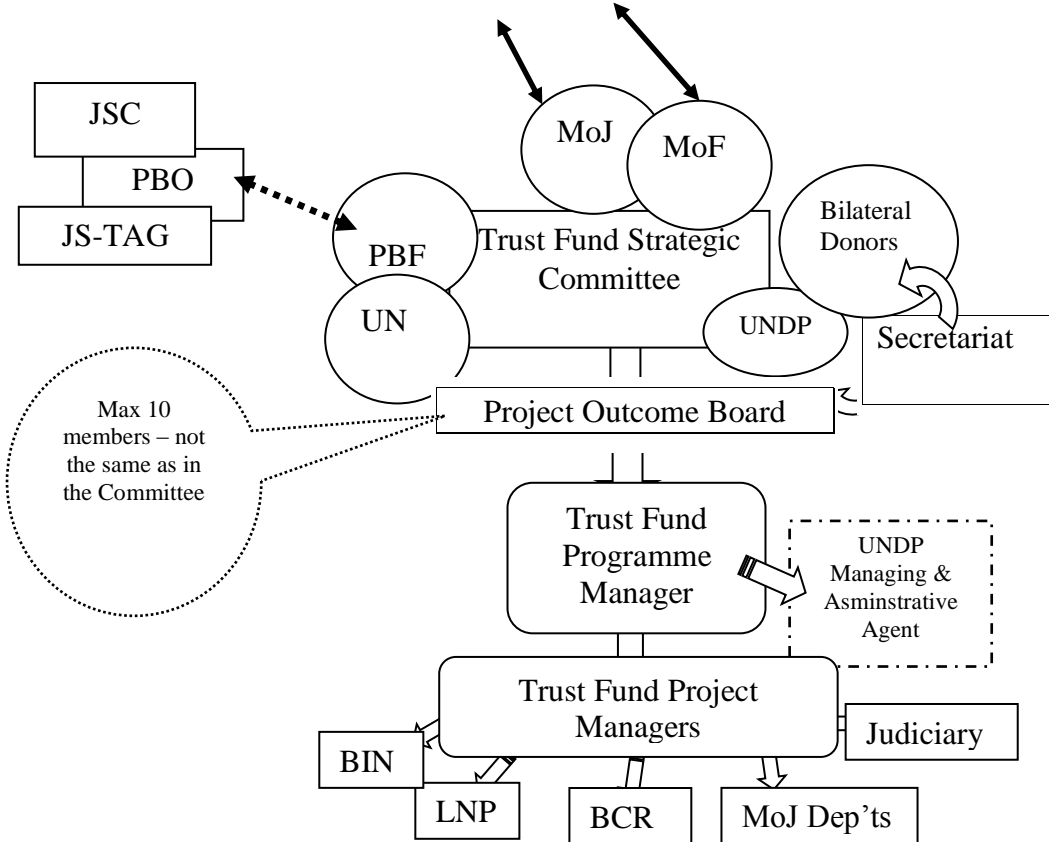 JSC
PBO
JS-TAG
MoJ
MoF
Bilateral
Donors
PBF
Trust Fund Strategic
Committee
UN
UNDP
Secretariat
Max 10
members – not
the same as in
the Committee
Project Outcome Board
Trust Fund
Programme
Manager
UNDP
Managing &
Asminstrative
Agent
Trust Fund Project
Managers
Judiciary
BIN
LNP
BCR
MoJ Dep’ts